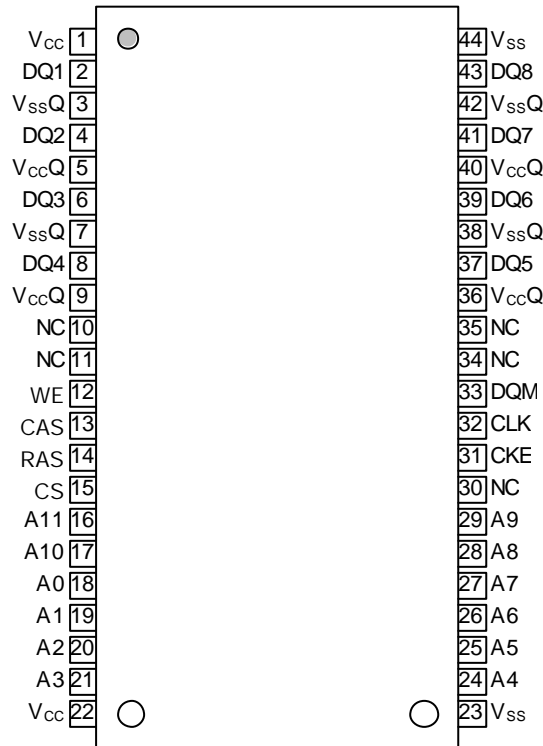 VCC 1 44 VSS
DQ1 2 43 DQ8
VSSQ 3 42 VSSQ
DQ2 4 41 DQ7
VCCQ 5 40 VCCQ
DQ3 6 39 DQ6
VSSQ 7 38 VSSQ
DQ4 8 37 DQ5
VCCQ 9 36 VCCQ
NC 10 35 NC
NC 11 34 NC
WE 12 33 DQM
CAS 13 32 CLK
RAS 14 31 CKE
CS 15 30 NC
A11 16 29 A9
A10 17 28 A8
A0 18 27 A7
A1 19 26 A6
A2 20 25 A5
A3 21 24 A4
VCC 22 23 VSS